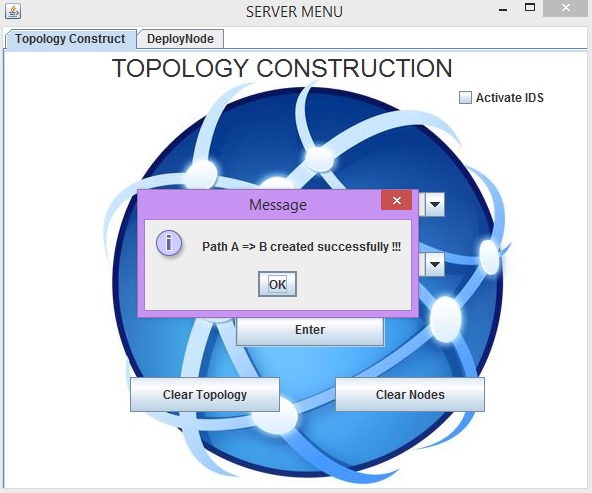 SERVER MENU
Topology Construct DeployNode
TOPOLOGY CONSTRUCTION
Activate IDS
Message
Path A => B created successfully !!!
OK
Enter
Clear Topology Clear Nodes